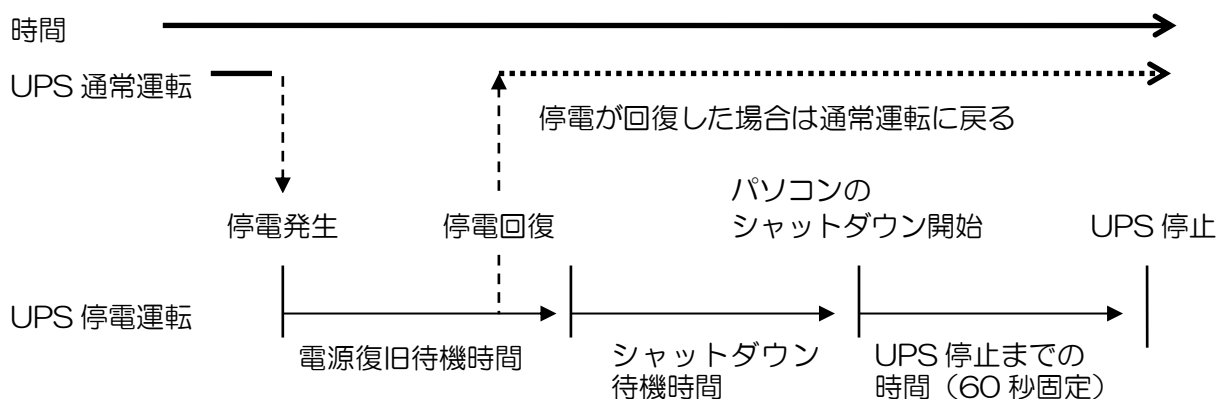 時間
UPS 通常運転
停電が回復した場合は通常運転に戻る
パソコンの
シャットダウン開始
停電発生
停電回復
UPS 停止
UPS 停電運転
電源復旧待機時間
シャットダウン
待機時間
UPS 停止までの
時間（60 秒固定）